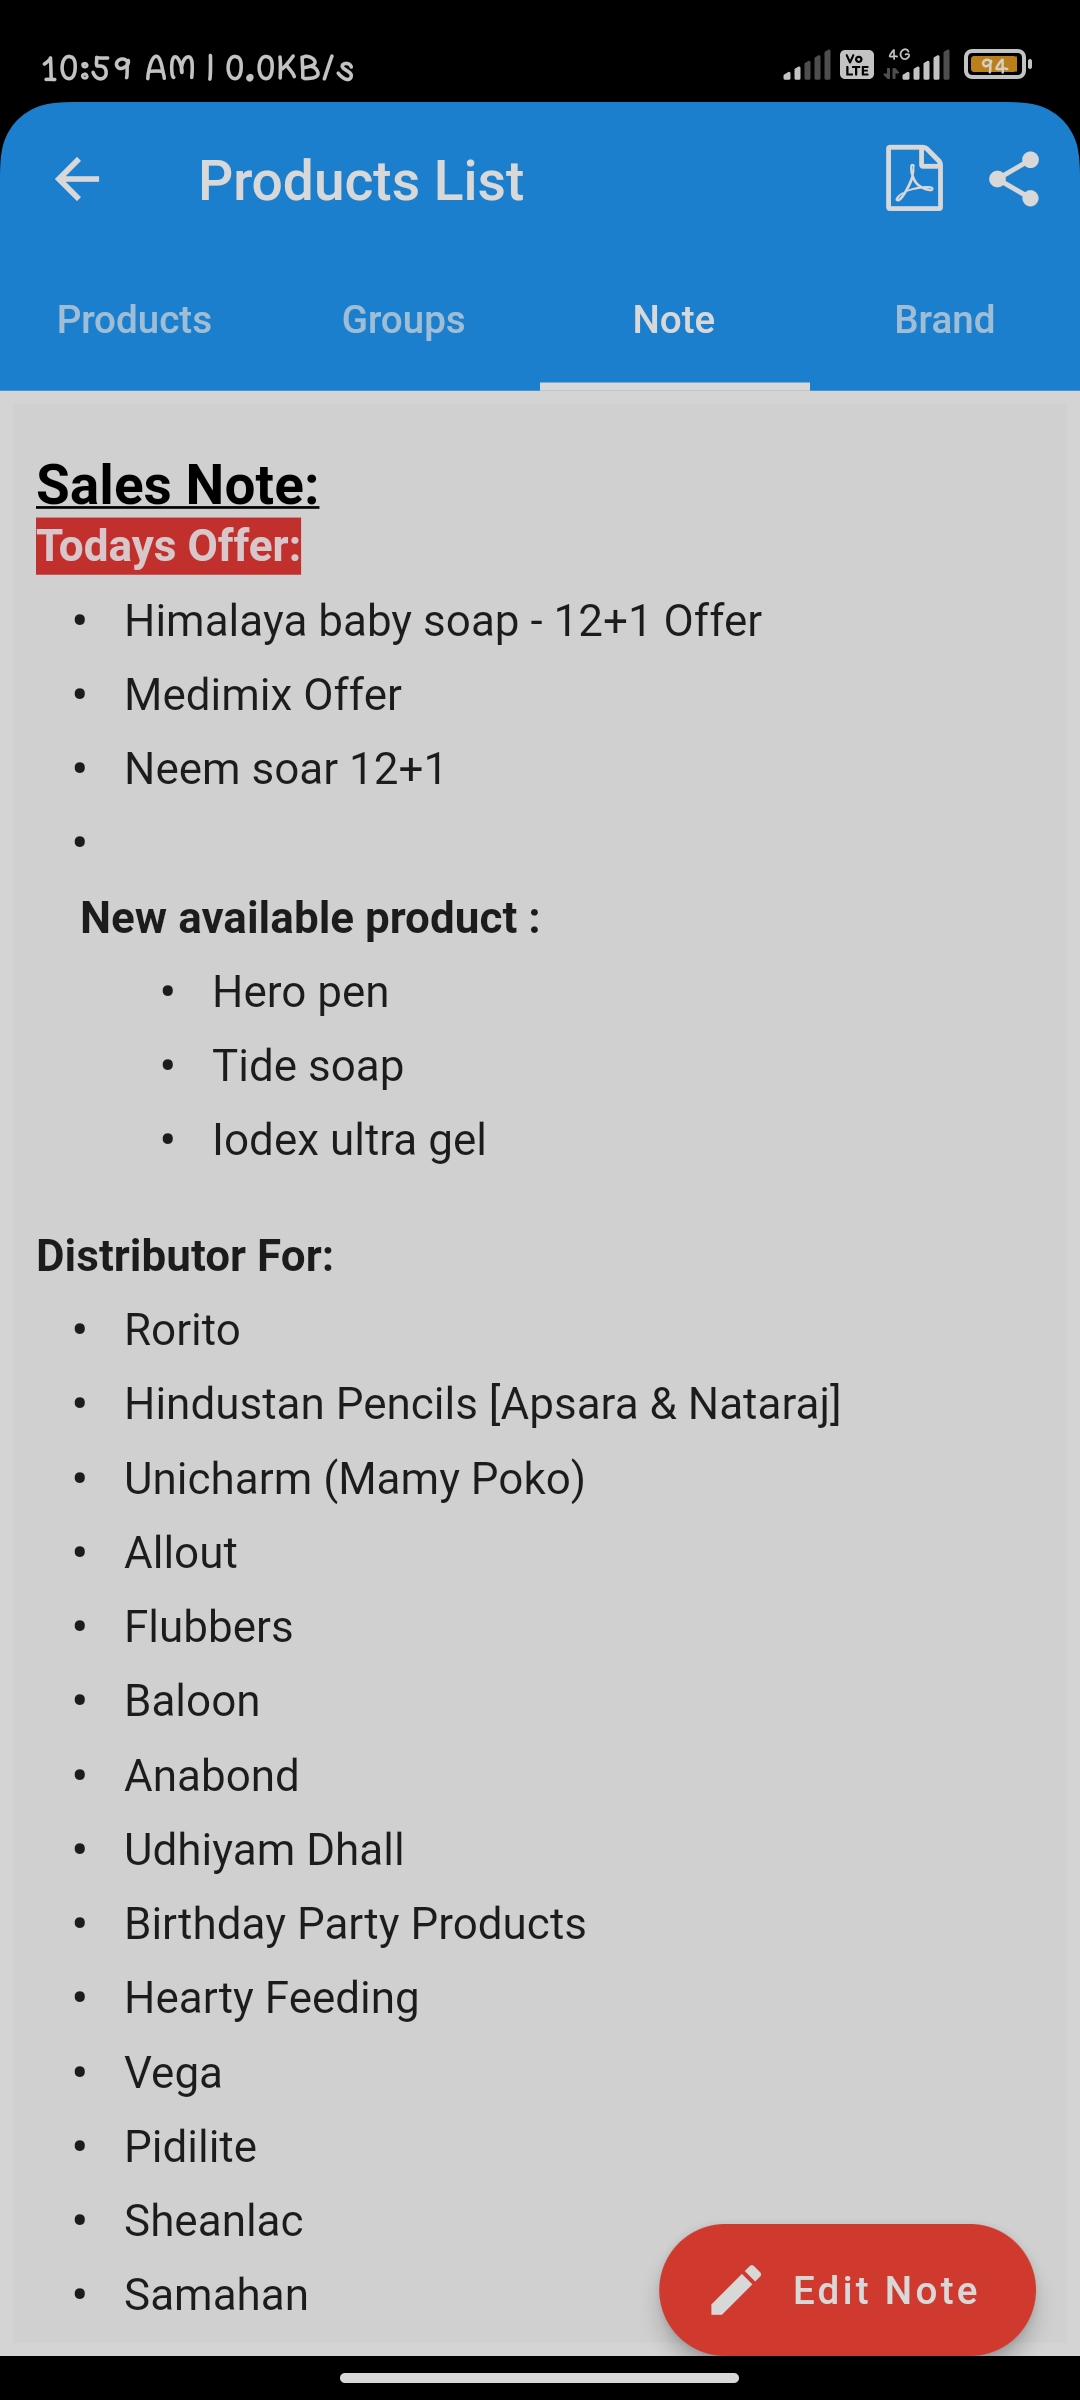 10:59 AM | 0.0KB/s
Vo LTE
4G
94
Products List
Products Groups Note Brand
Sales Note:
Todays Offer:
• Himalaya baby soap - 12+1 Offer
• Medimix Offer
• Neem soar 12+1
•
New available product :
• Hero pen
• Tide soap
• Iodex ultra gel
Distributor For:
• Rorito
• Hindustan Pencils [Apsara & Nataraj]
• Unicharm (Mamy Poko)
• Allout
• Flubbers
• Baloon
• Anabond
• Udhiyam Dhall
• Birthday Party Products
• Hearty Feeding
• Vega
• Pidilite
• Sheanlac
• Samahan
Edit Note